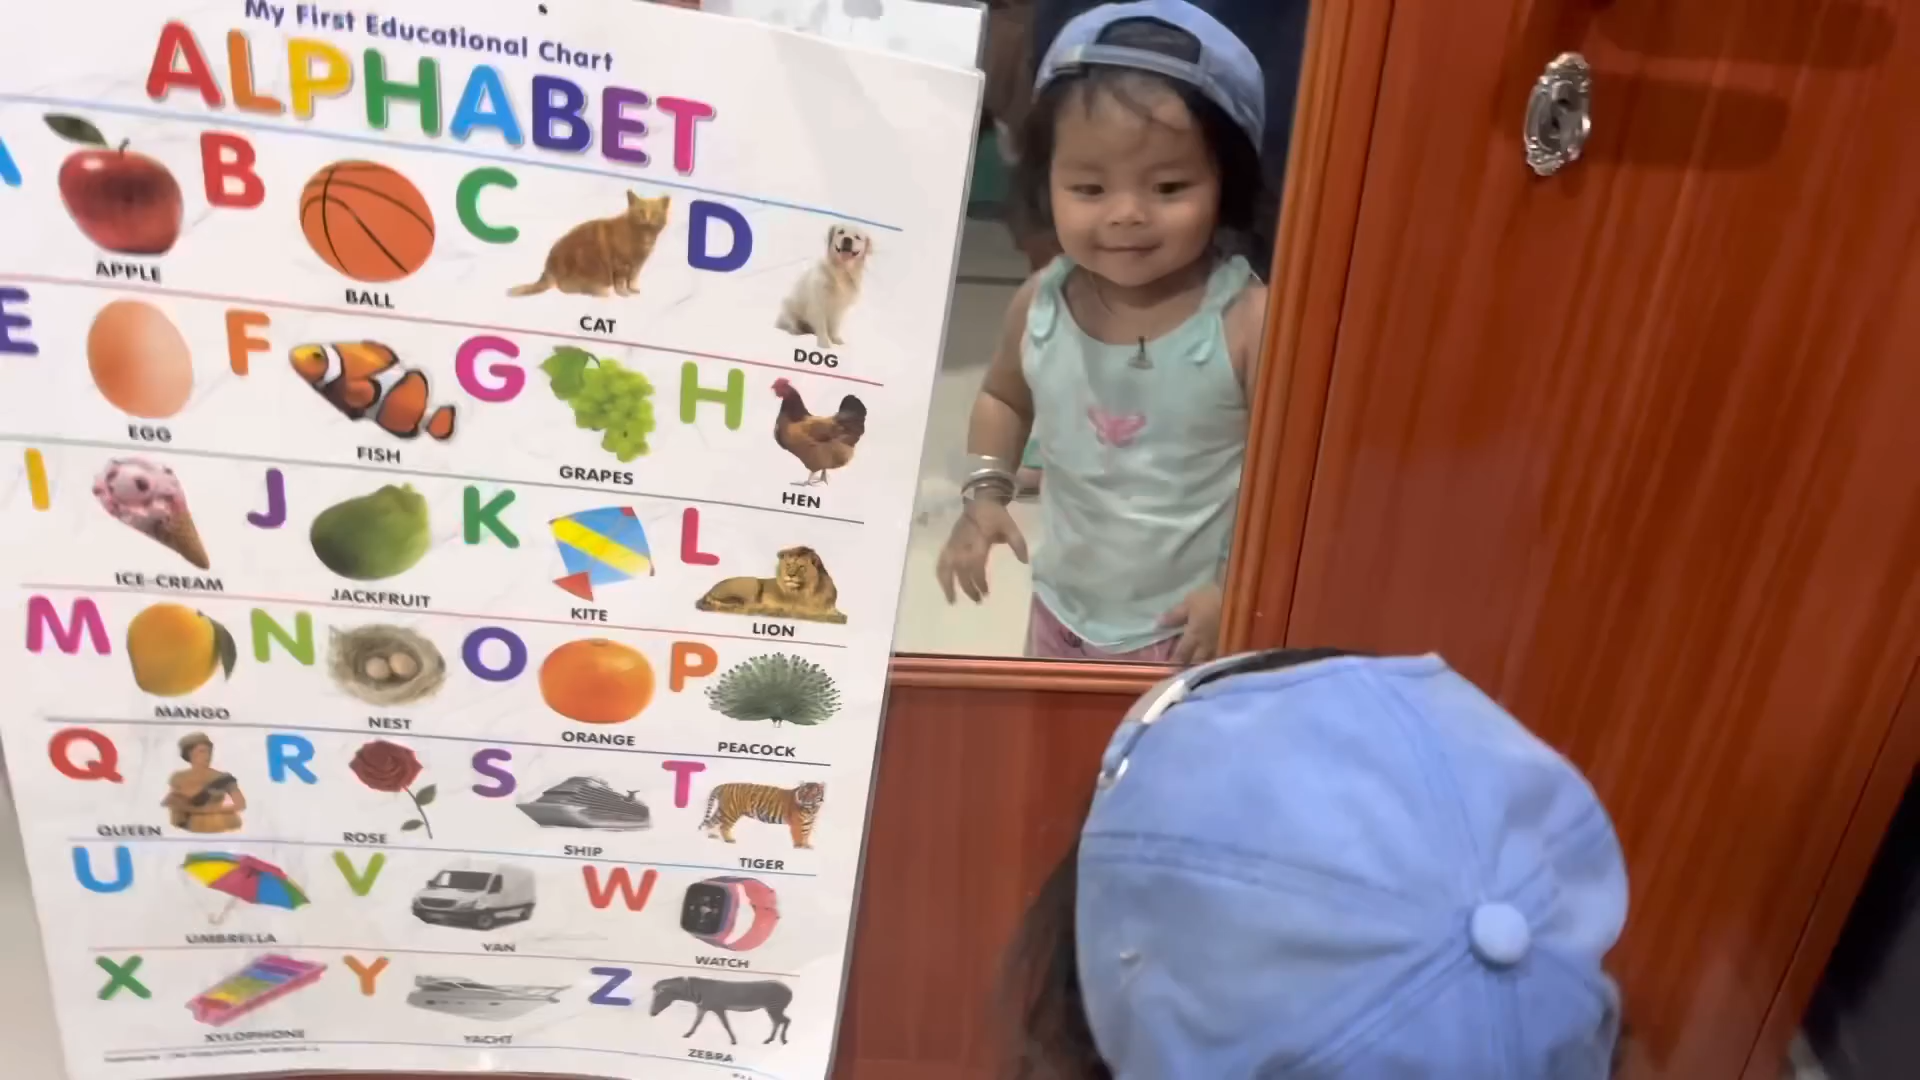 My First Educational Chart
ALPHABET
A B C D
APPLE BALL CAT DOG
E F G H
EGG FISH GRAPES HEN
I J K L
ICE-CREAM JACKFRUIT KITE LION
M N O P
MANGO NEST ORANGE PEACOCK
Q R S T
QUEEN ROSE SHIP TIGER
U V W
UMBRELLA VAN WATCH
X Y Z
XYLOPHONE YACHT ZEBRA